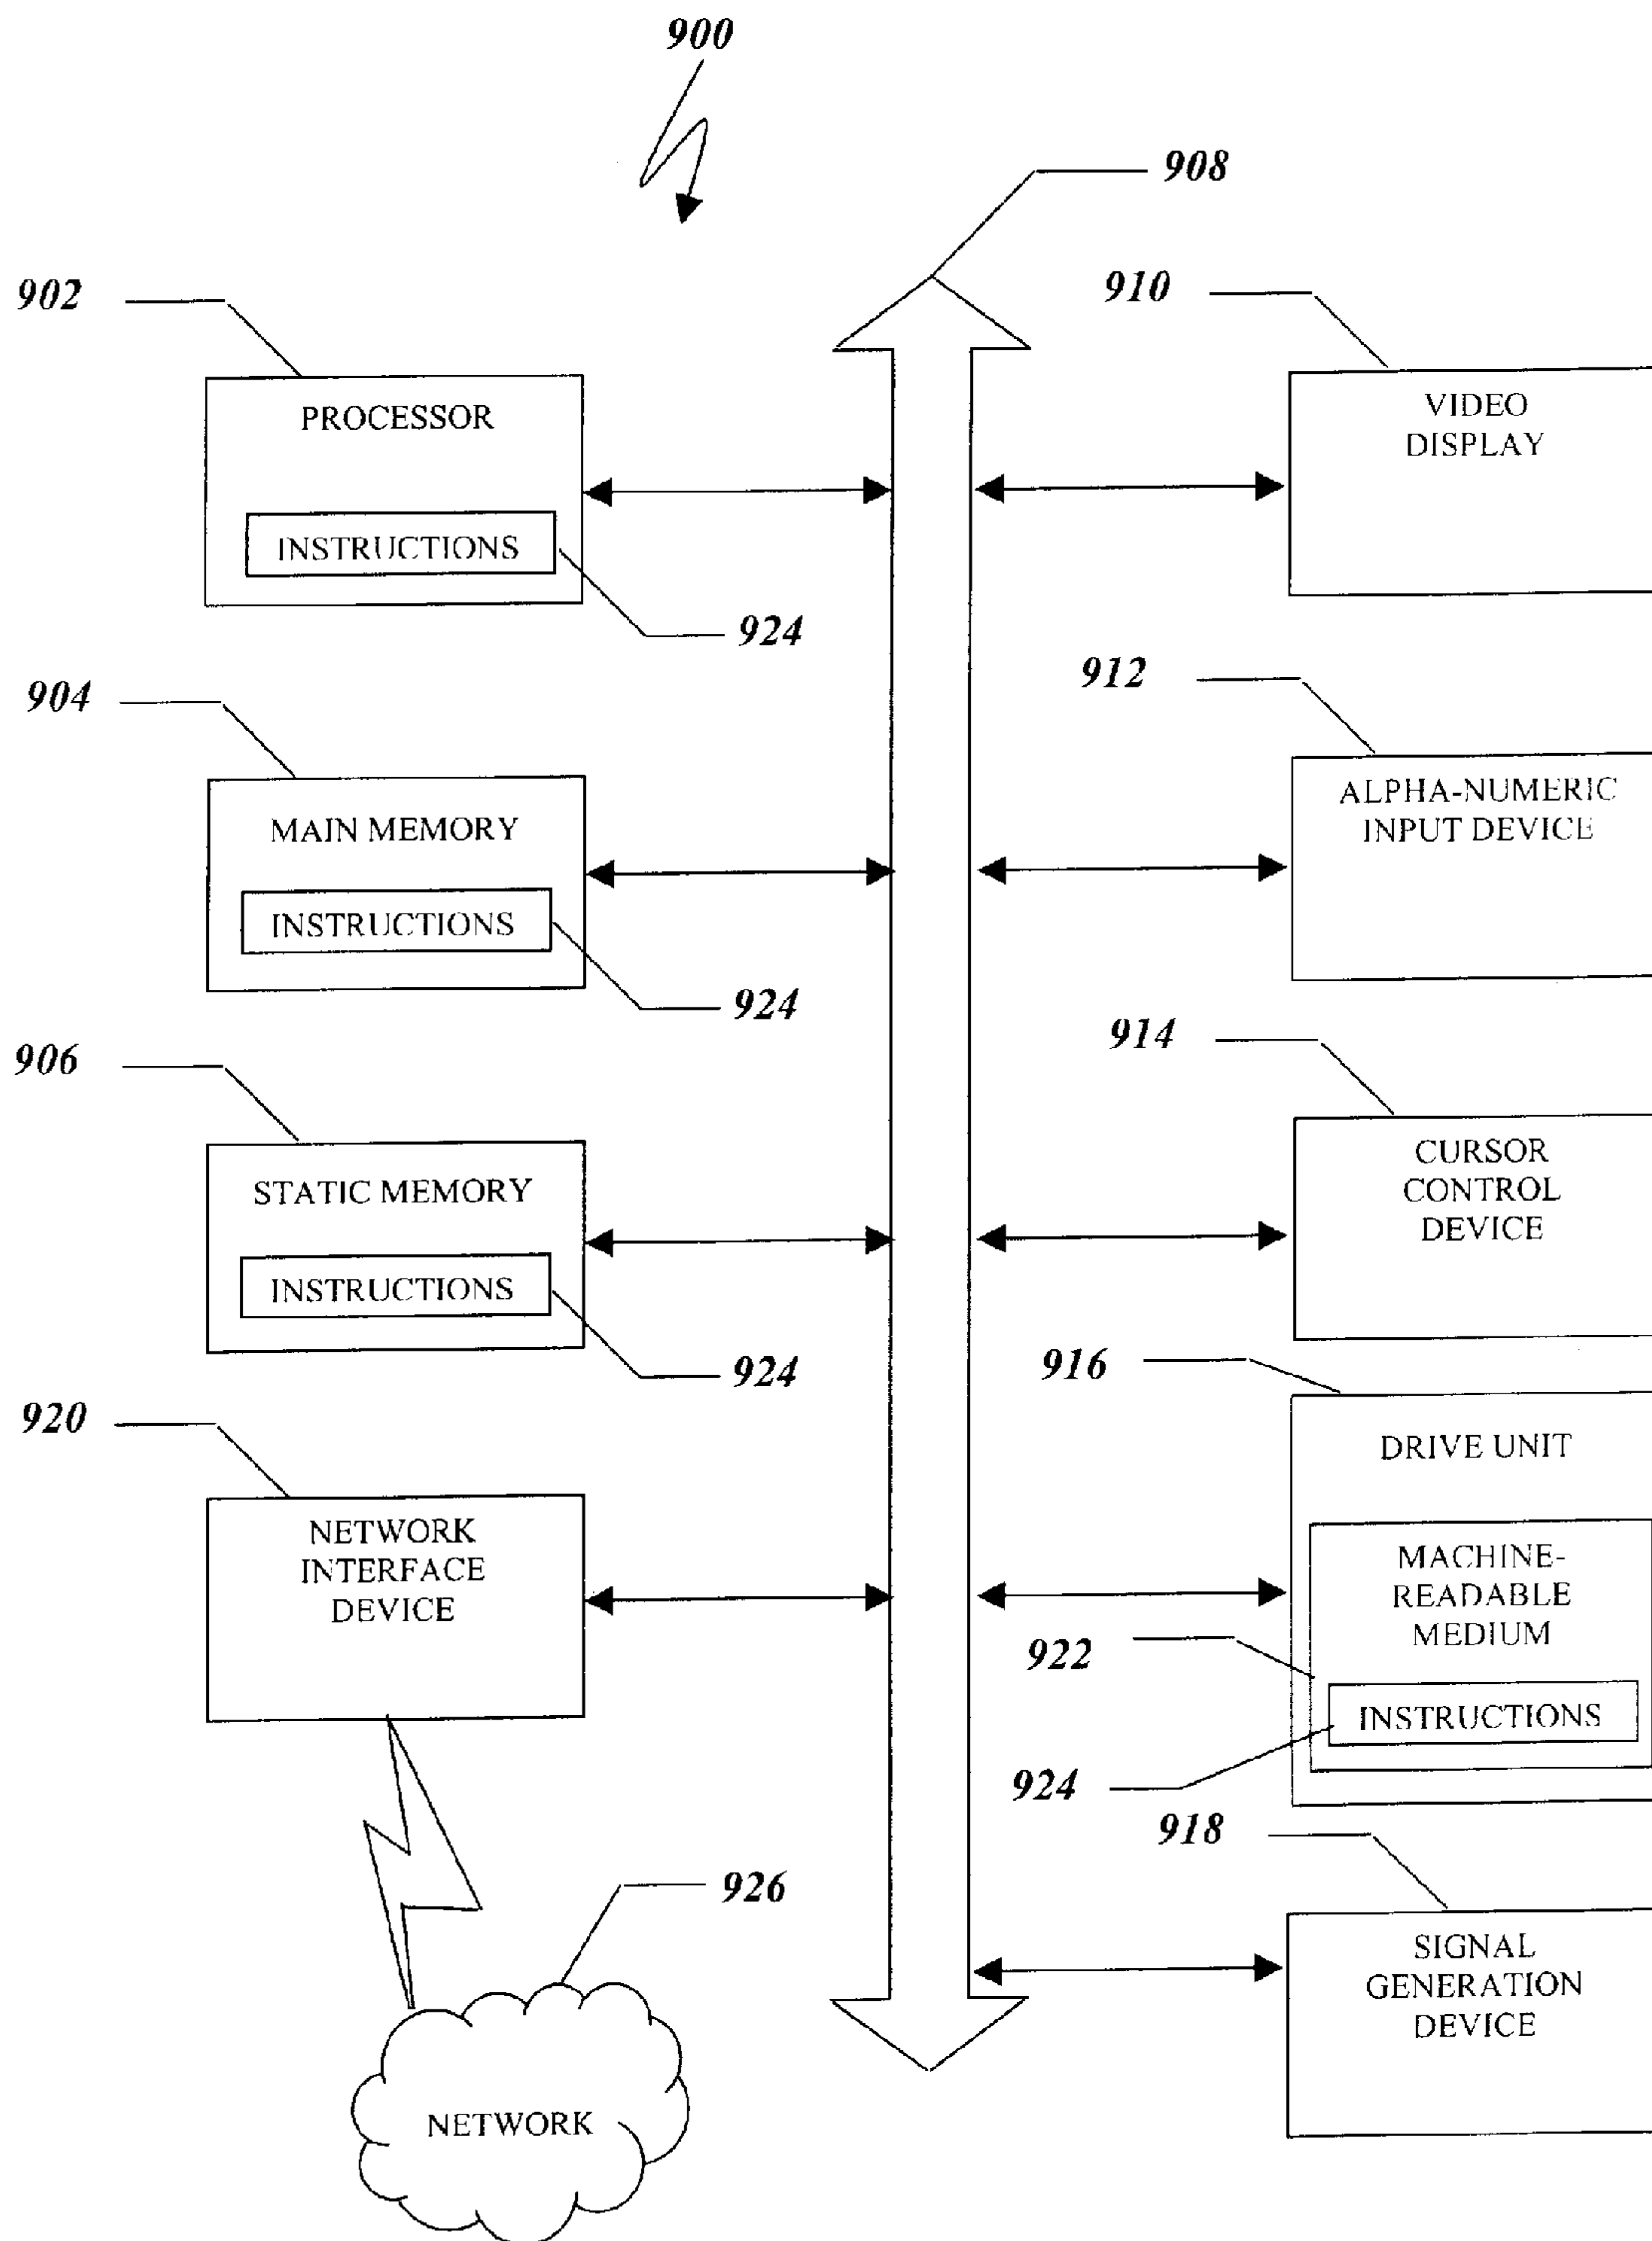 900
908
902
PROCESSOR
INSTRUCTIONS
924
910
VIDEO
DISPLAY
904
MAIN MEMORY
INSTRUCTIONS
924
912
ALPHA-NUMERIC
INPUT DEVICE
906
STATIC MEMORY
INSTRUCTIONS
924
914
CURSOR
CONTROL
DEVICE
920
NETWORK
INTERFACE
DEVICE
916
DRIVE UNIT
MACHINE-
READABLE
MEDIUM
922
INSTRUCTIONS
924
926
NETWORK
918
SIGNAL
GENERATION
DEVICE